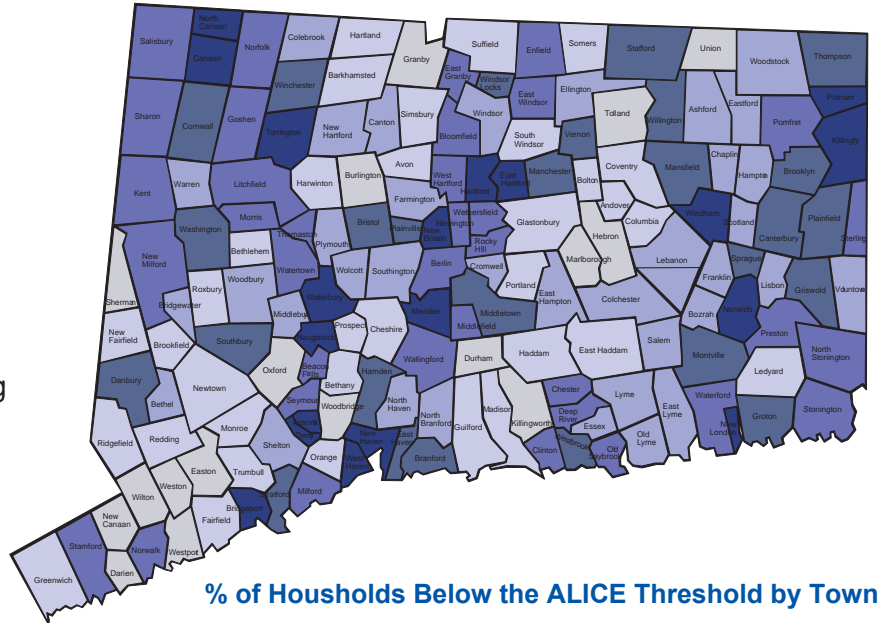 North
Canaan
Salisbury
Canaan
Norfolk
Colebrook
Hartland
Granby
Suffield
Enfield
Somers
Stafford
Union
Woodstock
Thompson
Barkhamsted
East
Granby
Windsor
Locks
Winchester
East
Windsor
Ellington
Ashford
Eastford
Putnam
Sharon
Cornwall
Goshen
Torrington
New
Hartford
Canton
Simsbury
Bloomfield
Windsor
South
Windsor
Vernon
Tolland
Willington
Pomfret
Killingly
Kent
Warren
Litchfield
Harwinton
Burlington
Avon
Farmington
West
Hartford
Hartford
East
Hartford
Manchester
Bolton
Coventry
Andover
Mansfield
Chaplin
Hampton
Brooklyn
Washington
Morris
Bethlehem
Thomaston
Plymouth
Bristol
Plainville
New
Britain
Newington
Wethersfield
Rocky
Hill
Glastonbury
Hebron
Marlborough
Columbia
Windham
Scotland
Canterbury
Plainfield
Sterling
New
Milford
Sherman
Bridgewater
Roxbury
Woodbury
Watertown
Wolcott
Southington
Berlin
Cromwell
Portland
East
Hampton
Lebanon
Colchester
Franklin
Sprague
Lisbon
Griswold
Voluntown
New
Fairfield
Brookfield
Southbury
Middlebury
Waterbury
Naugatuck
Prospect
Cheshire
Meriden
Middletown
Middlefield
Bozrah
Norwich
Preston
North
Stonington
Danbury
Bethel
Newtown
Oxford
Beacon
Falls
Bethany
Hamden
Wallingford
Durham
Haddam
East Haddam
Salem
Montville
Ledyard
g
Ridgefield
Redding
Monroe
Seymour
Ansonia
Derby
Woodbridge
North
Haven
North
Branford
Guilford
Madison
Killingworth
Chester
Deep
River
Essex
Lyme
East
Lyme
Waterford
New
London
Groton
Stonington
Shelton
Orange
West
Haven
New
Haven
East
Haven
Branford
Clinton
Westbrook
Old
Saybrook
Old
Lyme
Wilton
Weston
Easton
Trumbull
Stratford
Milford
New
Canaan
Bridgeport
Fairfield
Greenwich
Stamford
Darien
Norwalk
Westpot
% of Housholds Below the ALICE Threshold by Town